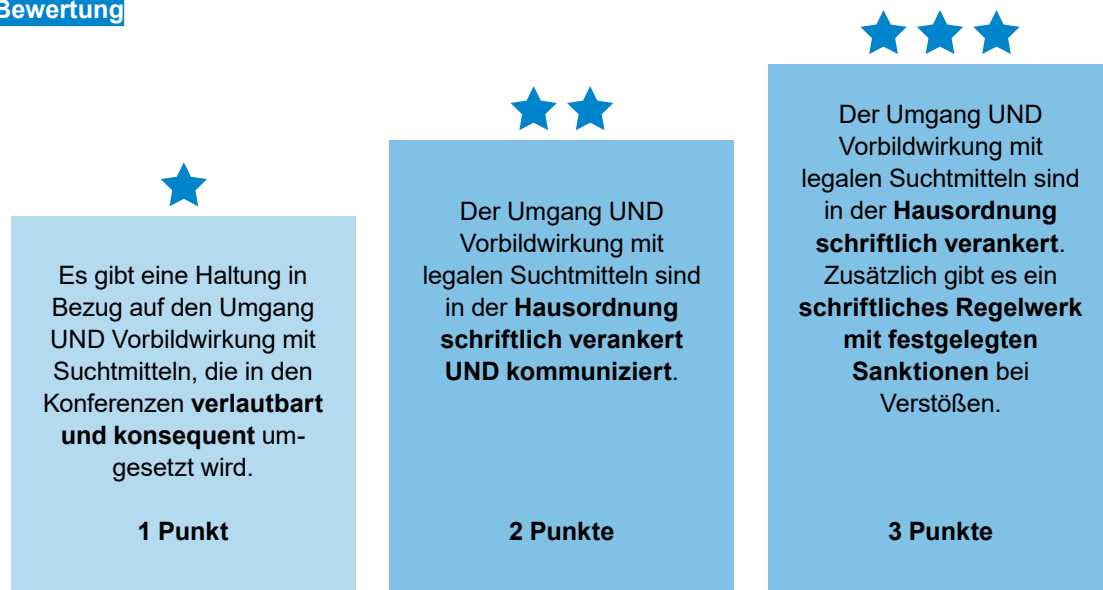 Bewertung
Es gibt eine Haltung in
Bezug auf den Umgang
UND Vorbildwirkung mit
Suchtmitteln, die in den
Konferenzen verlautbart
und konsequent um-
gesetzt wird.
1 Punkt
Der Umgang UND
Vorbildwirkung mit
legalen Suchtmitteln sind
in der Hausordnung
schriftlich verankert
UND kommuniziert.
2 Punkte
Der Umgang UND
Vorbildwirkung mit
legalen Suchtmitteln sind
in der Hausordnung
schriftlich verankert.
Zusätzlich gibt es ein
schriftliches Regelwerk
mit festgelegten
Sanktionen bei
Verstößen.
3 Punkte